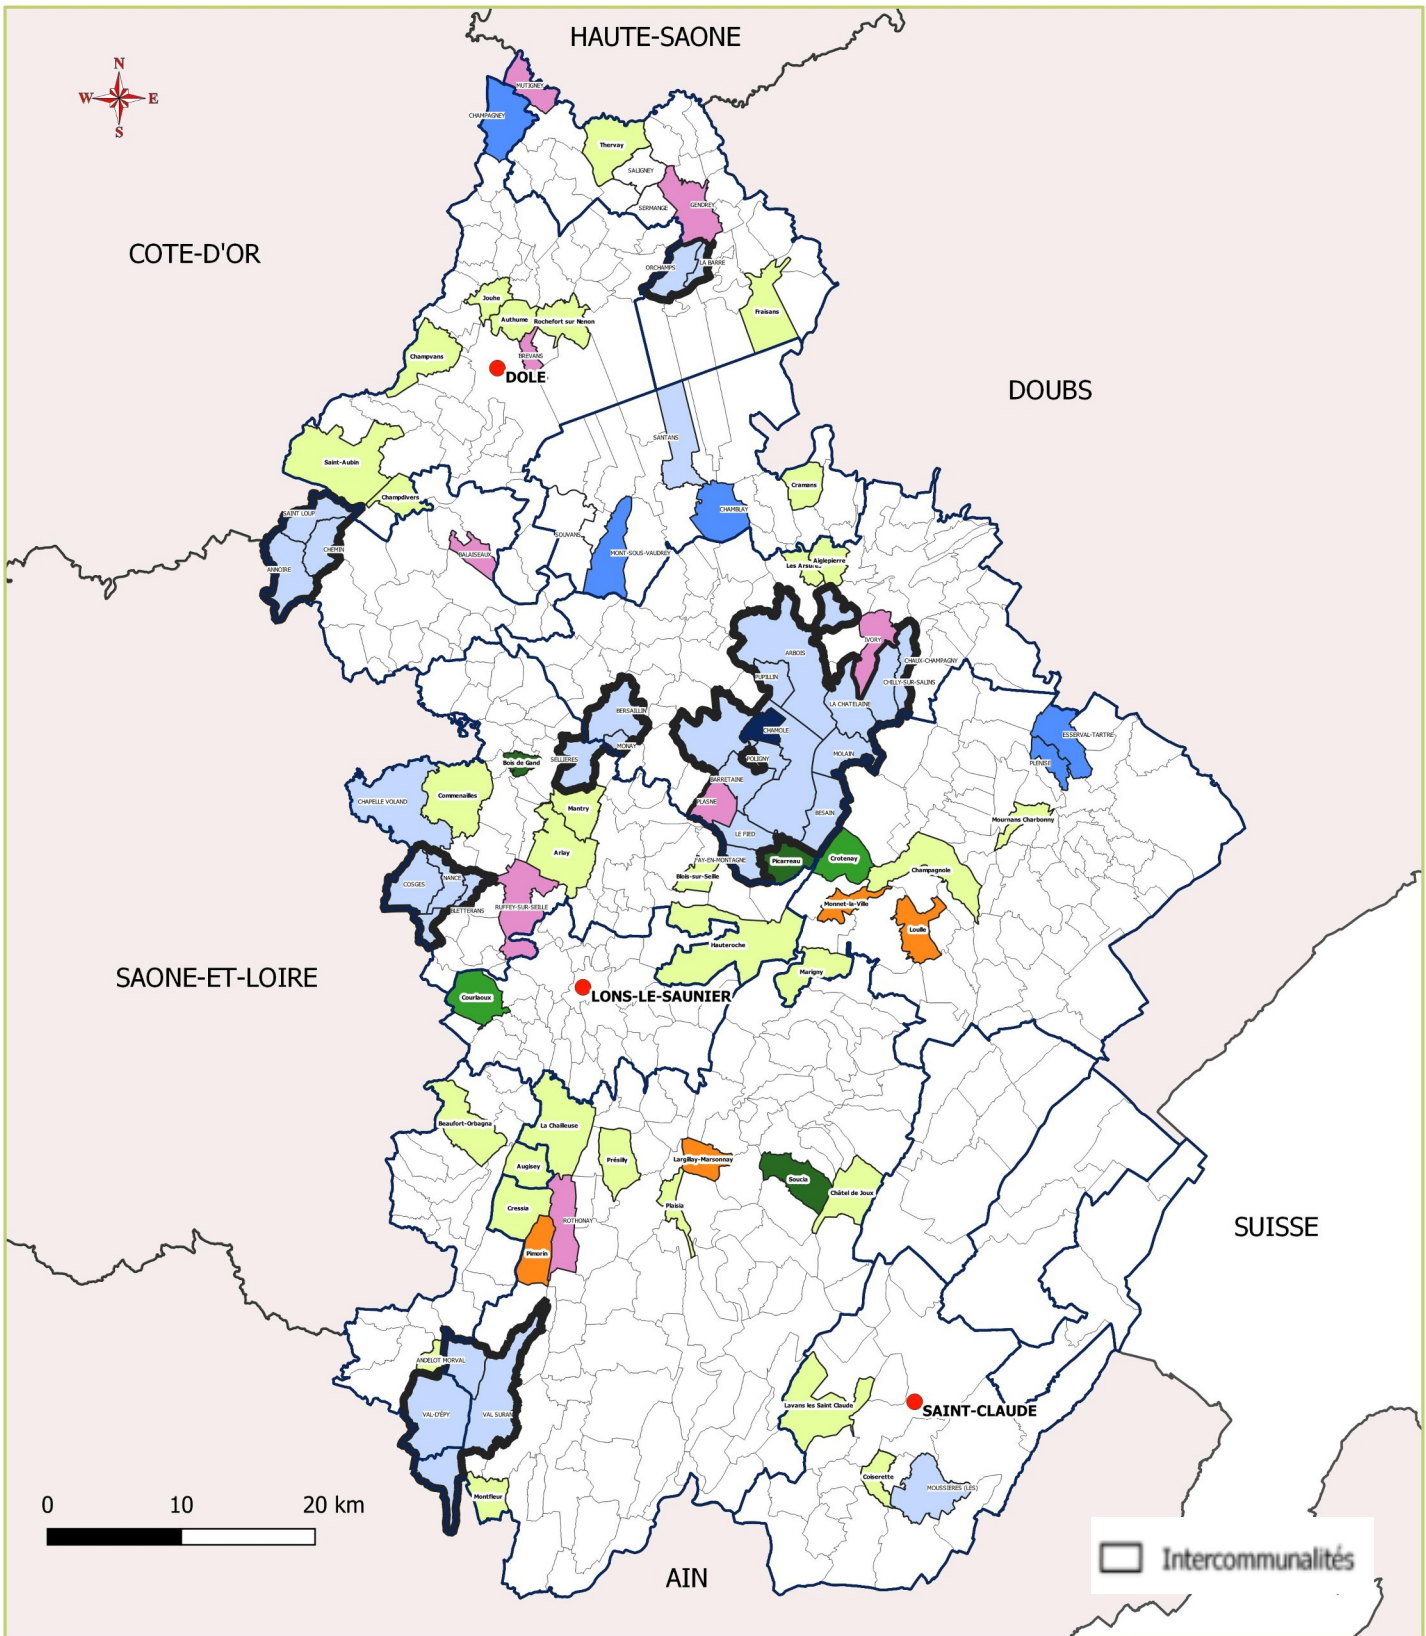 HAUTE-SAONE
N
W E
S
MUTIGNEY
CHAMPAGNEY
Thervay
SALIGNEY
SERMANGE
GENDREY
COTE-D'OR
ORCHAMPS
LA BARRE
Jouhe
Authume
Rochefort sur Nenon
Fraisans
Champvans
BREVANS
DOLE
DOUBS
SANTANS
Saint-Aubin
Cramans
Champdivers
CHAMBLAY
SAINT LOUP
SOUVANS
CHEMIN
BALAISEAUX
MONT-SOUS-VAUDREY
Aiglepierre
Les Arsures
ANNOIRE
IVORY
ARBOIS
CHAUX-CHAMPAGNY
PUPILLIN
CHILLY-SUR-SALINS
LA CHATELAINE
BERSAILLIN
CHAMOLE
ESSERVAL-TARTRE
MONAY
MOLAIN
SELLIERES
POLIGNY
Bois de Gand
PLENISE
BARRETAINE
Commenailles
CHAPELLE VOLAND
PLASNE
Mantry
BESAIN
Mournans Charbonny
LE FIED
Arlay
FAY-EN-MONTAGNE
Picarreau
Crotenay
Champagnole
Blois-sur-Seille
NANCE
COSGES
Monnet-la-Ville
BLETTERANS
RUFFEY-SUR-SEILLE
Loulle
Hauteroche
Marigny
SAONE-ET-LOIRE
Courlaoux
LONS-LE-SAUNIER
Beaufort-Orbagna
La Chailleuse
Présilly
Largillay-Marsonnay
Augisey
Soucia
Châtel de Joux
Cressia
Plaisia
ROTHONAY
SUISSE
Pimorin
ANDELOT MORVAL
Lavans les Saint Claude
SAINT-CLAUDE
VAL-D'ÉPY
VAL SURAN
Coiserette
MOUSSIERES (LES)
Montfleur
0 10 20 km
AIN
Intercommunalités